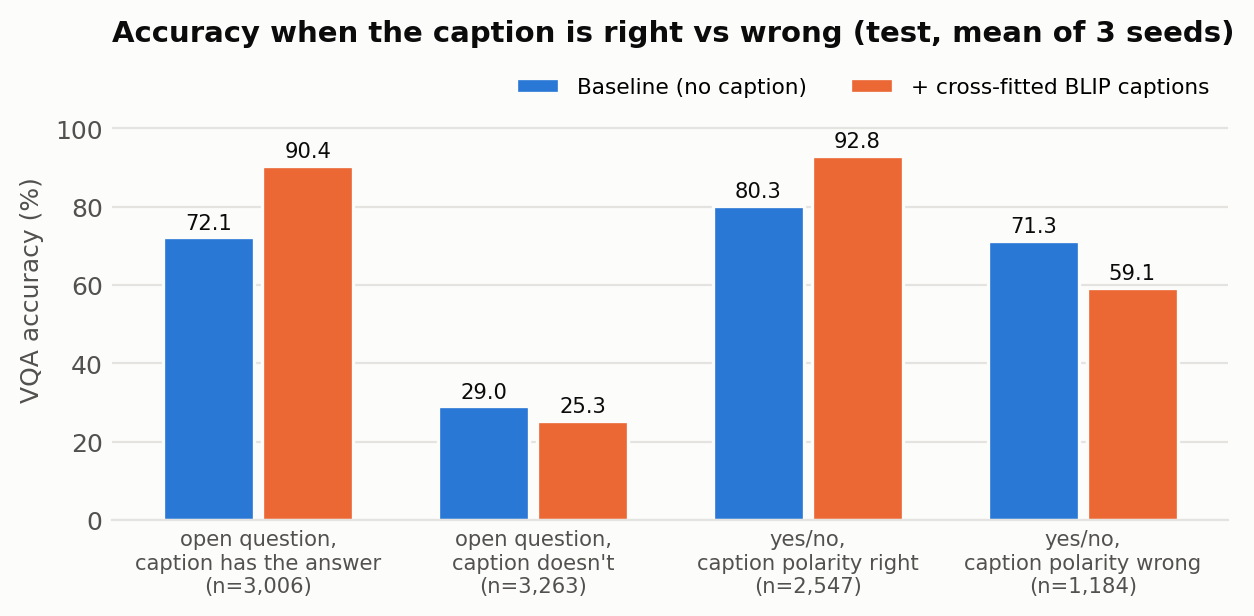 Accuracy when the caption is right vs wrong (test, mean of 3 seeds)
Baseline (no caption)
+ cross-fitted BLIP captions
VQA accuracy (%)
100
80
60
40
20
0
72.1
90.4
29.0
25.3
80.3
92.8
71.3
59.1
open question,
caption has the answer
(n=3,006)
open question,
caption doesn't
(n=3,263)
yes/no,
caption polarity right
(n=2,547)
yes/no,
caption polarity wrong
(n=1,184)